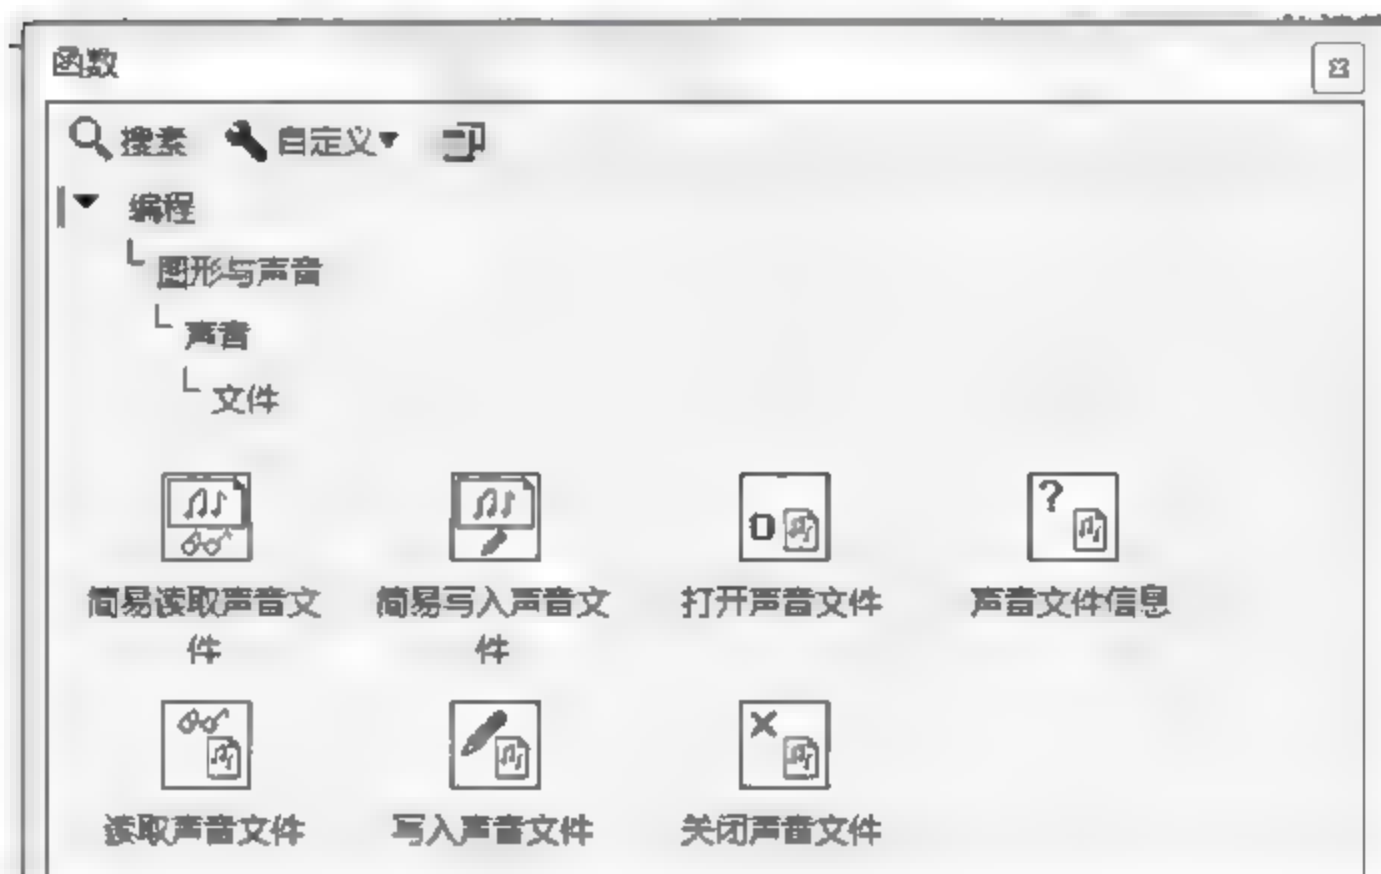 函数
搜索 自定义
编程
图形与声音
声音
文件
简易读取声音文 简易写入声音文 打开声音文件 声音文件信息
件 件
读取声音文件 写入声音文件 关闭声音文件